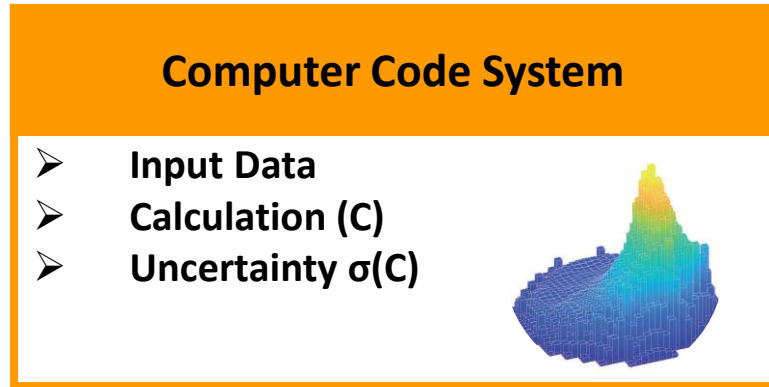 Computer Code System
➢ Input Data
➢ Calculation (C)
➢ Uncertainty σ(C)